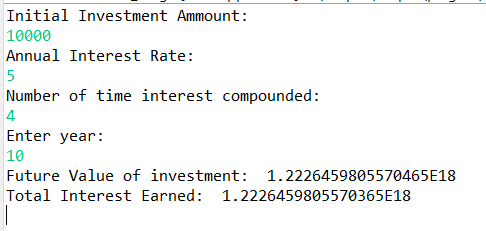 Initial Investment Ammount:
10000
Annual Interest Rate:
5
Number of time interest compounded:
4
Enter year:
10
Future Value of investment:  1.2226459805570465E18
Total Interest Earned:  1.2226459805570365E18